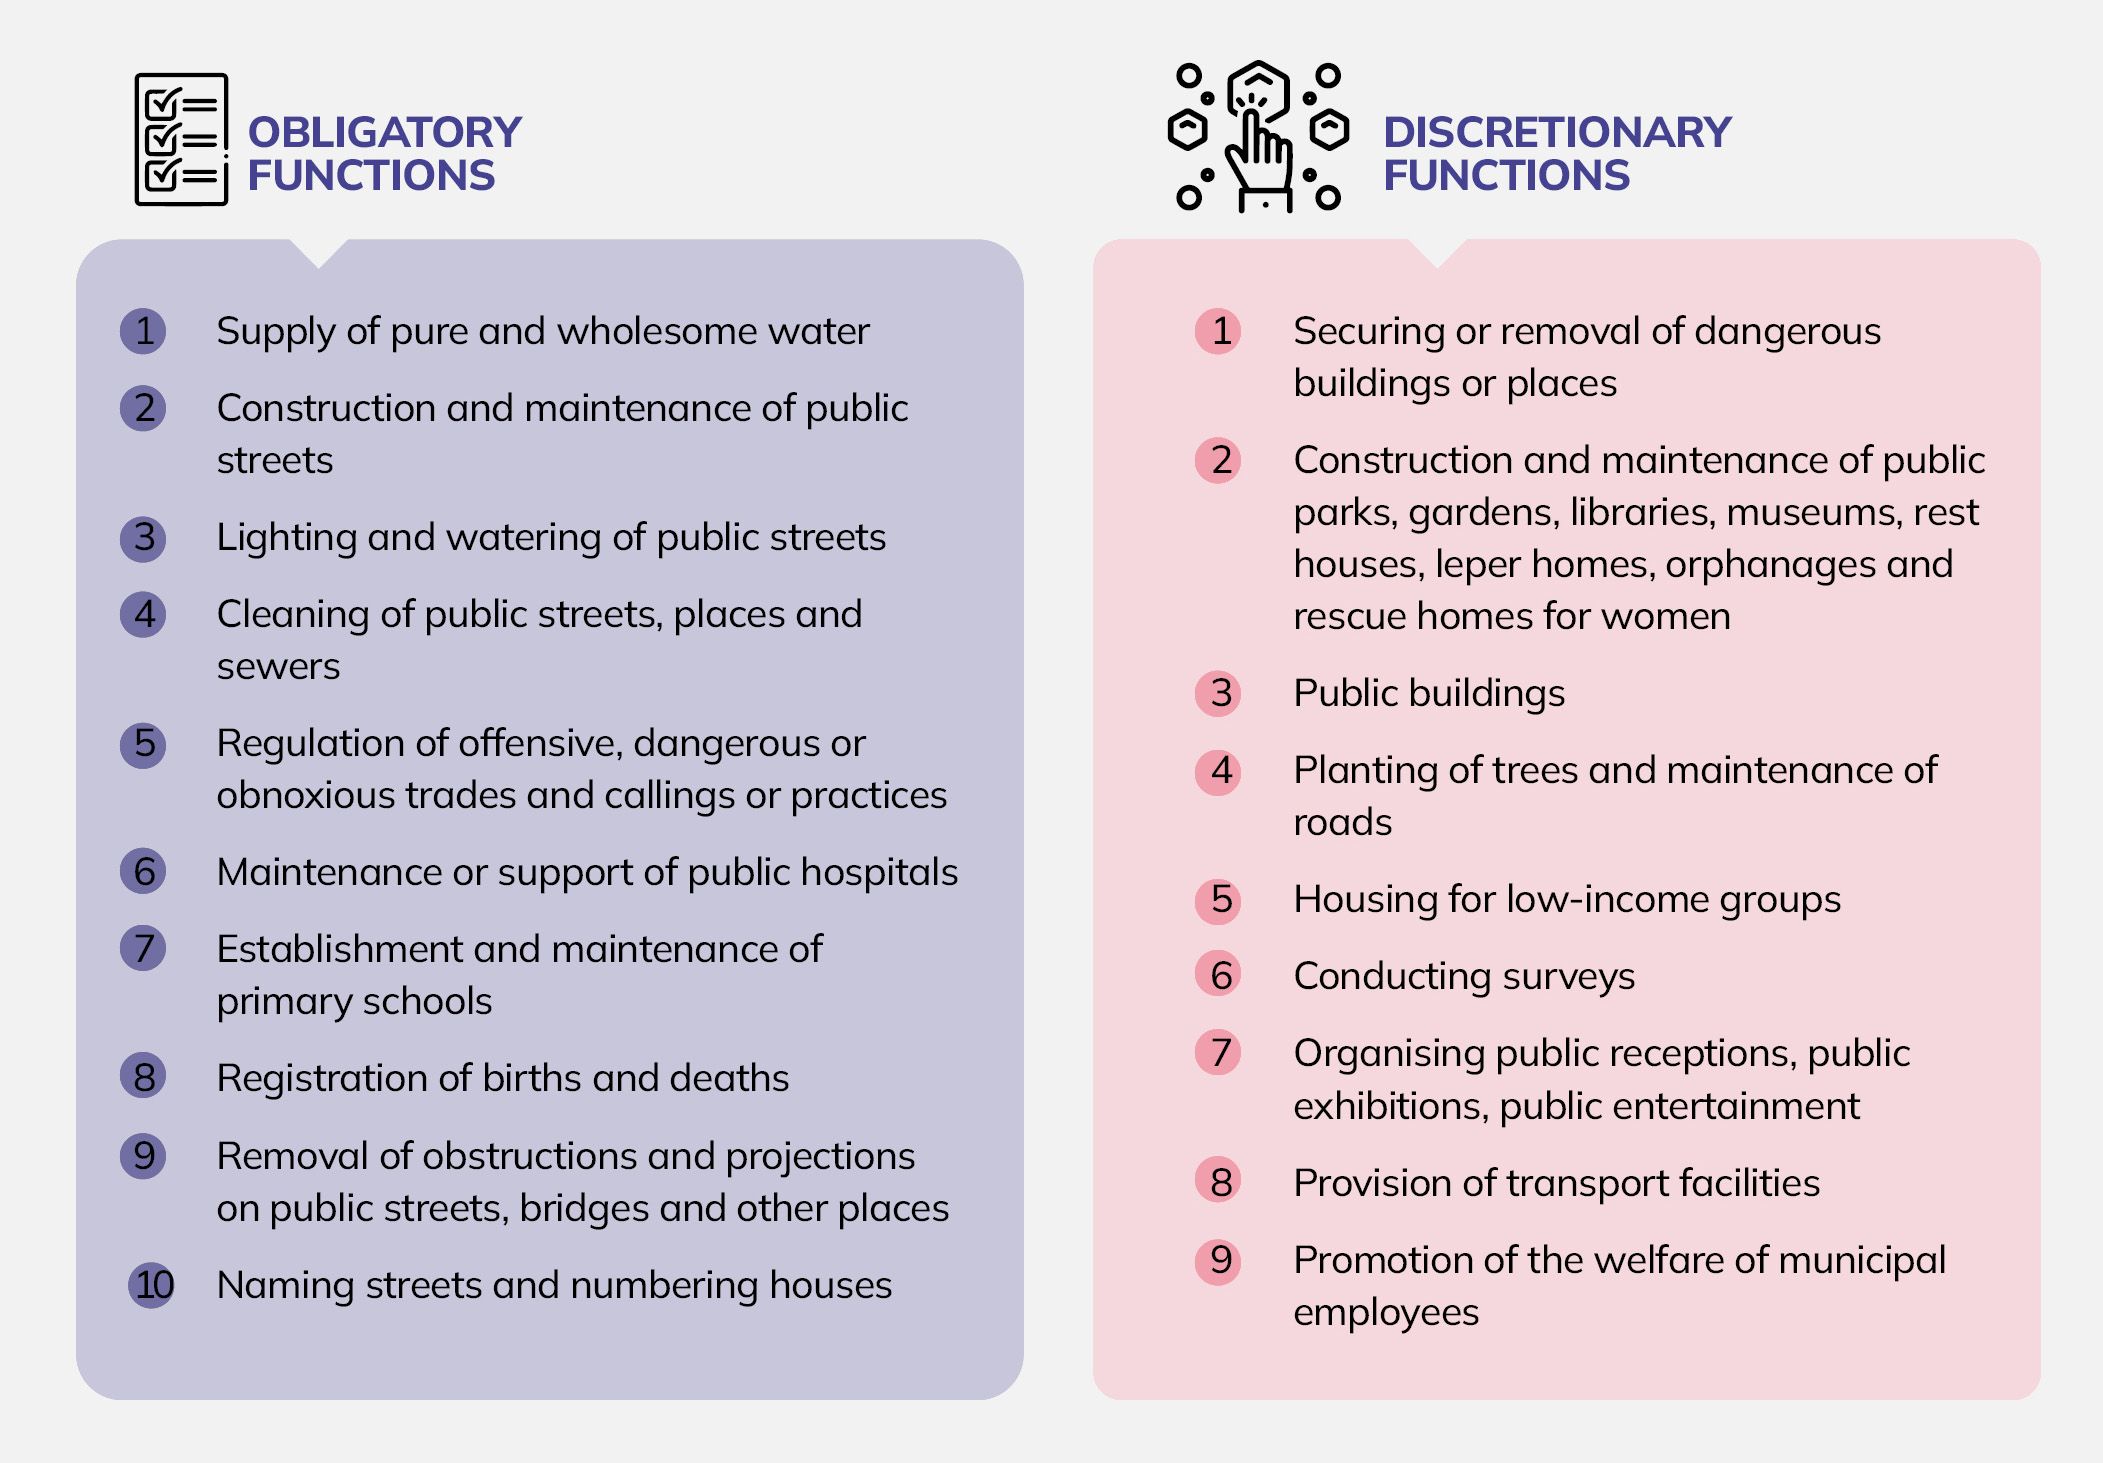 OBLIGATORY
FUNCTIONS
1 Supply of pure and wholesome water
2 Construction and maintenance of public
streets
3 Lighting and watering of public streets
4 Cleaning of public streets, places and
sewers
5 Regulation of offensive, dangerous or
obnoxious trades and callings or practices
6 Maintenance or support of public hospitals
7 Establishment and maintenance of
primary schools
8 Registration of births and deaths
9 Removal of obstructions and projections
on public streets, bridges and other places
10 Naming streets and numbering houses
DISCRETIONARY
FUNCTIONS
1 Securing or removal of dangerous
buildings or places
2 Construction and maintenance of public
parks, gardens, libraries, museums, rest
houses, leper homes, orphanages and
rescue homes for women
3 Public buildings
4 Planting of trees and maintenance of
roads
5 Housing for low-income groups
6 Conducting surveys
7 Organising public receptions, public
exhibitions, public entertainment
8 Provision of transport facilities
9 Promotion of the welfare of municipal
employees